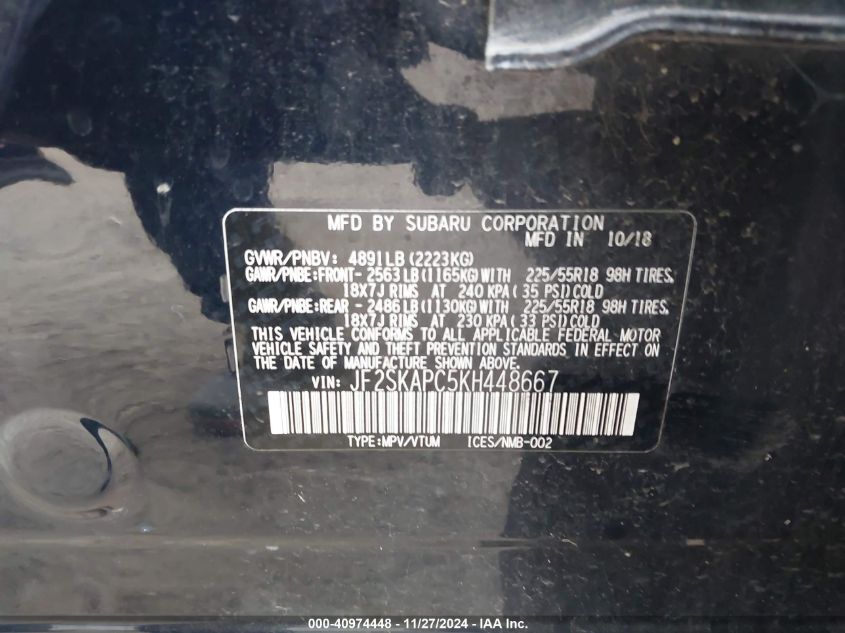 MFD BY SUBARU CORPORATION
MFD IN 10/18
GVWR/PNBV: 4891LB (2223KG)
GAWR/PNBE:FRONT- 2563 LB(1165KG)WITH 225/55R18 98H TIRES.
18X7J RIMS AT 240 KPA( 35 PSI)COLD
GAWR/PNBE:REAR - 2486 LB(1130KG)WITH 225/55R18 98H TIRES.
18X7J RIMS AT 230 KPA( 33 PSI)COLD
THIS VEHICLE CONFORMS TO ALL APPLICABLE FEDERAL MOTOR
VEHICLE SAFETY AND THEFT PREVENTION STANDARDS IN EFFECT ON
THE DATE OF MANUFACTURE SHOWN ABOVE.
VIN: JF2SKAPC5KH448667
TYPE:MPV/VTUM ICES/NMB-002
000-40974448 - 11/27/2024 - IAA Inc.